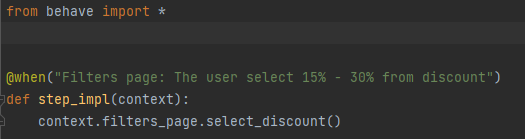 from behave import *
@when("Filters page: The user select 15% - 30% from discount")
def step_impl(context):
    context.filters_page.select_discount()